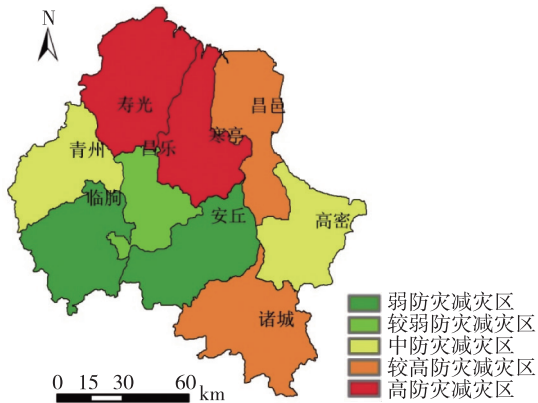 N
寿光
昌邑
寒亭
昌乐
青州
临朐
安丘
高密
诸城
弱防灾减灾区
较弱防灾减灾区
中防灾减灾区
较高防灾减灾区
高防灾减灾区
0 15 30 60 km